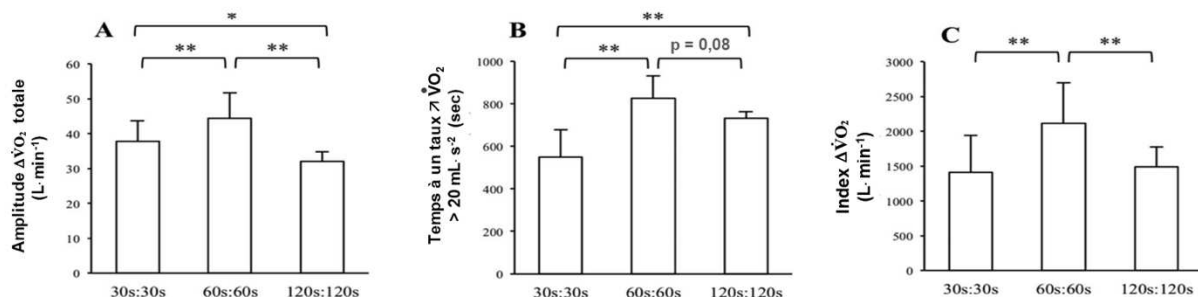 A
*
**
**
Amplitude ΔV̇O₂ totale
(L· min⁻¹)
60
50
40
30
20
10
0
30s:30s 60s:60s 120s:120s
B
**
**
p = 0,08
Temps à un taux ↗ V̇O₂
> 20 mL· s⁻² (sec)
1000
800
600
400
200
0
30s:30s 60s:60s 120s:120s
C
**
**
Index ΔV̇O₂
(L· min⁻¹)
3000
2500
2000
1500
1000
500
0
30s:30s 60s:60s 120s:120s